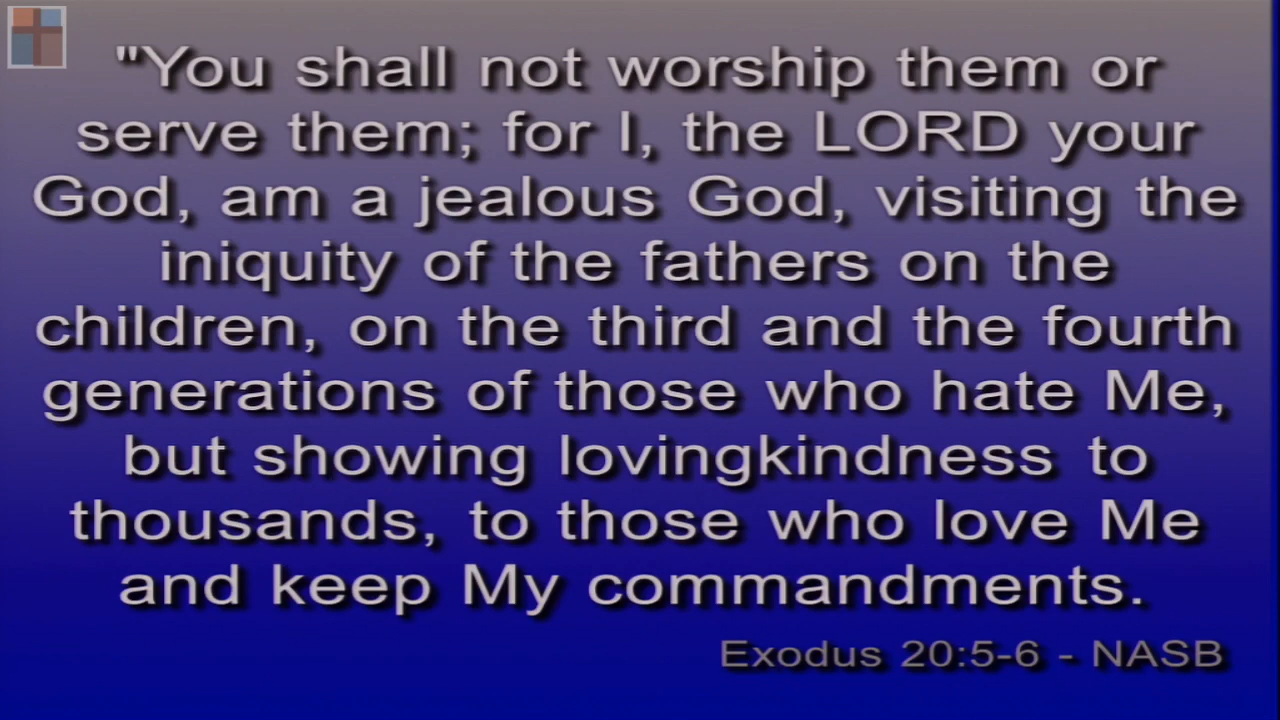 "You shall not worship them or
serve them; for I, the LORD your
God, am a jealous God, visiting the
iniquity of the fathers on the
children, on the third and the fourth
generations of those who hate Me,
but showing lovingkindness to
thousands, to those who love Me
and keep My commandments.
Exodus 20:5-6 - NASB